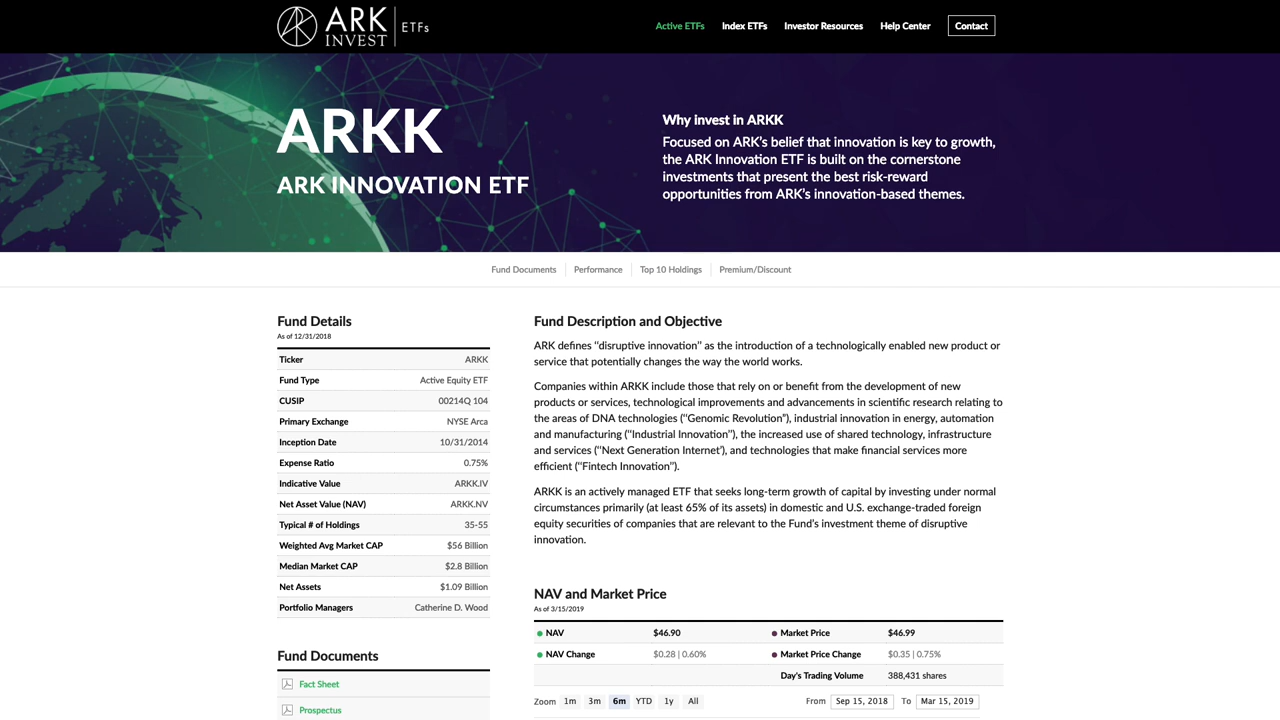 ARK INVEST ETFs
Active ETFs Index ETFs Investor Resources Help Center Contact
ARKK
ARK INNOVATION ETF
Why invest in ARKK
Focused on ARK's belief that innovation is key to growth,
the ARK Innovation ETF is built on the cornerstone
investments that present the best risk-reward
opportunities from ARK's innovation-based themes.
Fund Documents Performance Top 10 Holdings Premium/Discount
Fund Details
As of 12/31/2018
Ticker ARKK
Fund Type Active Equity ETF
CUSIP 00214Q 104
Primary Exchange NYSE Arca
Inception Date 10/31/2014
Expense Ratio 0.75%
Indicative Value ARKK.IV
Net Asset Value (NAV) ARKK.NV
Typical # of Holdings 35-55
Weighted Avg Market CAP $56 Billion
Median Market CAP $2.8 Billion
Net Assets $1.09 Billion
Portfolio Managers Catherine D. Wood
Fund Documents
Fact Sheet
Prospectus
Fund Description and Objective
ARK defines “disruptive innovation” as the introduction of a technologically enabled new product or
service that potentially changes the way the world works.
Companies within ARKK include those that rely on or benefit from the development of new
products or services, technological improvements and advancements in scientific research relating to
the areas of DNA technologies (“Genomic Revolution”), industrial innovation in energy, automation
and manufacturing (“Industrial Innovation”), the increased use of shared technology, infrastructure
and services (“Next Generation Internet’), and technologies that make financial services more
efficient (“Fintech Innovation”).
ARKK is an actively managed ETF that seeks long-term growth of capital by investing under normal
circumstances primarily (at least 65% of its assets) in domestic and U.S. exchange-traded foreign
equity securities of companies that are relevant to the Fund’s investment theme of disruptive
innovation.
NAV and Market Price
As of 3/15/2019
NAV $46.90 Market Price $46.99
NAV Change $0.28 | 0.60% Market Price Change $0.35 | 0.75%
Day's Trading Volume 388,431 shares
Zoom 1m 3m 6m YTD 1y All From Sep 15, 2018 To Mar 15, 2019